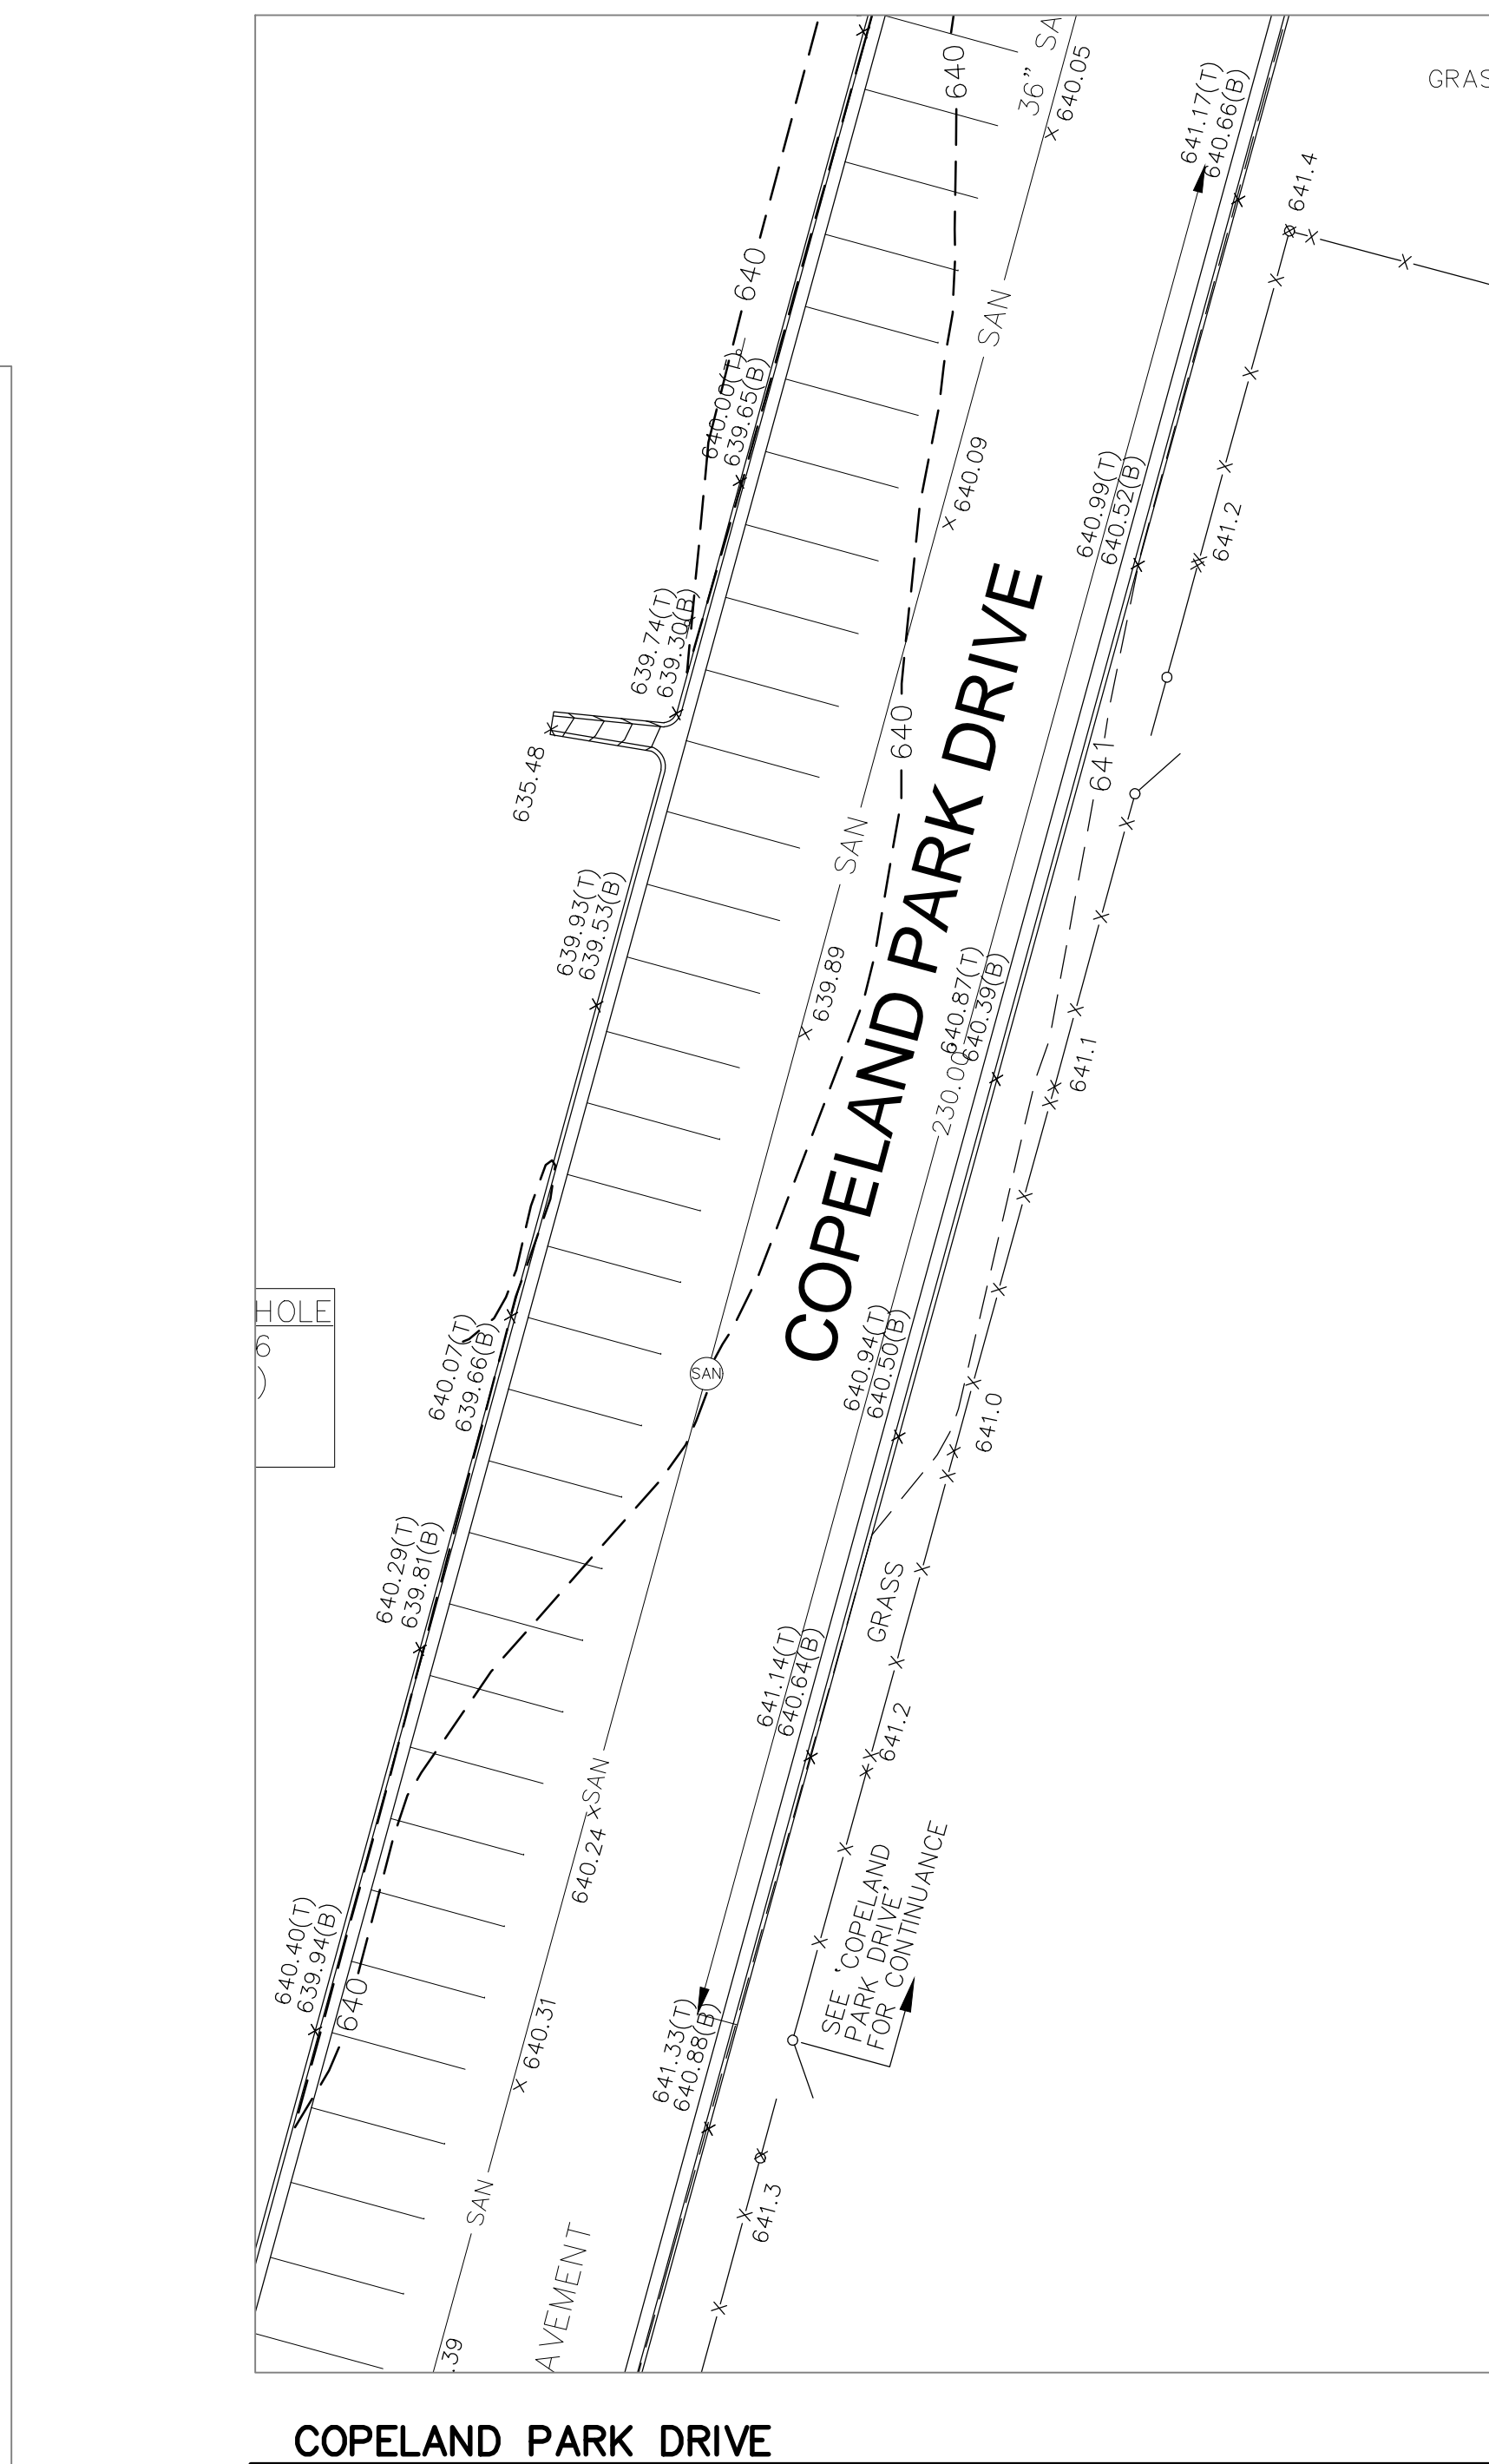 640
36" SA
640.05
641.17(T)
640.66(B)
GRAS
641.4
640
SAN
639.65(B)
640.09
640.99(T)
640.52(B)
641.2
639.74(T)
639.30(B)
635.48
640
641
SAN
639.93(T)
639.53(B)
639.89
640.87(T)
640.39(B)
230.00
641.1
COPELAND PARK DRIVE
HOLE
6
)
640.07(T)
639.66(B)
SAN
640.94(T)
640.50(B)
641.0
640.29(T)
639.81(B)
GRASS
641.14(T)
640.64(B)
641.2
SAN
640.24
SEE 'COPELAND
PARK DRIVE'
FOR CONTINUANCE
640.40(T)
639.94(B)
640
640.31
641.33(T)
640.88(B)
SAN
641.3
AVEMENT
.39
COPELAND PARK DRIVE